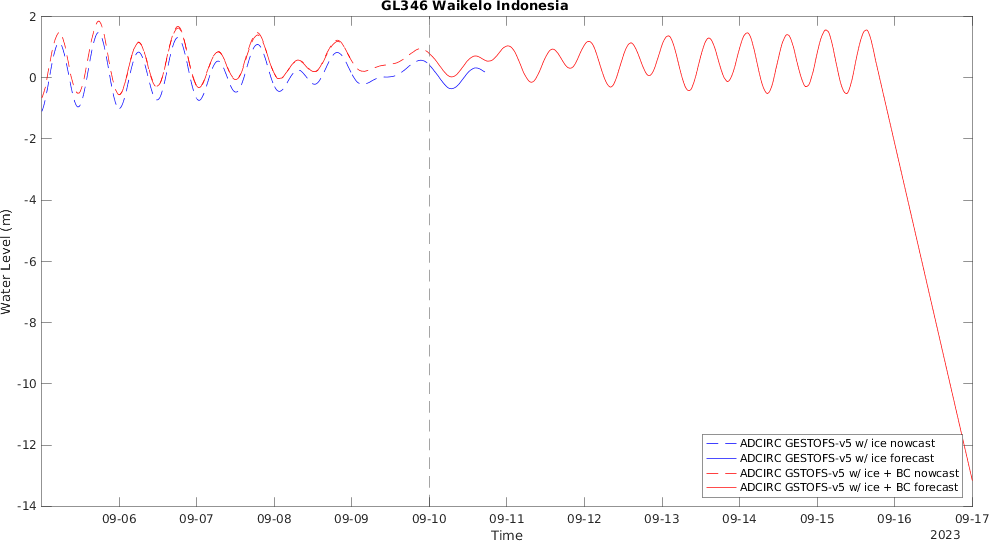 GL346 Waikelo Indonesia
Water Level (m)
2
0
-2
-4
-6
-8
-10
-12
-14
ADCIRC GESTOFS-v5 w/ ice nowcast
ADCIRC GESTOFS-v5 w/ ice forecast
ADCIRC GSTOFS-v5 w/ ice + BC nowcast
ADCIRC GSTOFS-v5 w/ ice + BC forecast
09-06 09-07 09-08 09-09 09-10 09-11 09-12 09-13 09-14 09-15 09-16 09-17
Time
2023